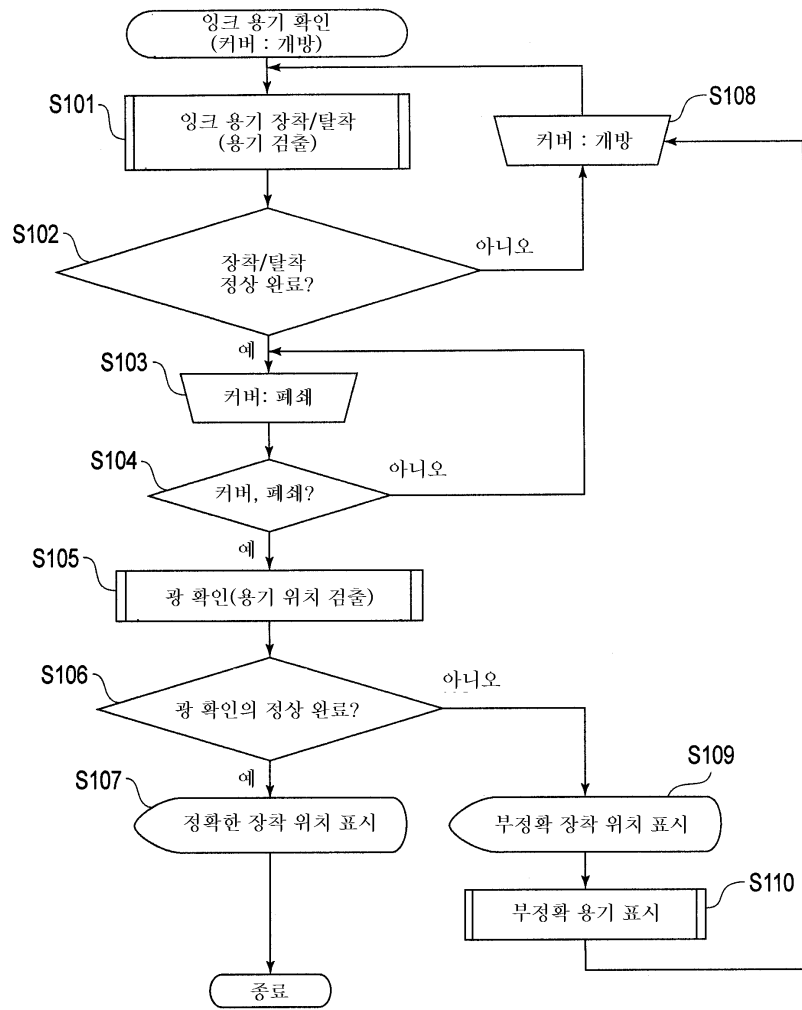 잉크 용기 확인
(커버 : 개방)
S101
잉크 용기 장착/탈착
(용기 검출)
S108
커버 : 개방
S102
장착/탈착
정상 완료?
아니오
예
S103
커버: 폐쇄
S104
커버, 폐쇄?
아니오
예
S105
광 확인(용기 위치 검출)
S106
광 확인의 정상 완료?
아니오
예
S107
정확한 장착 위치 표시
S109
부정확 장착 위치 표시
S110
부정확 용기 표시
종료